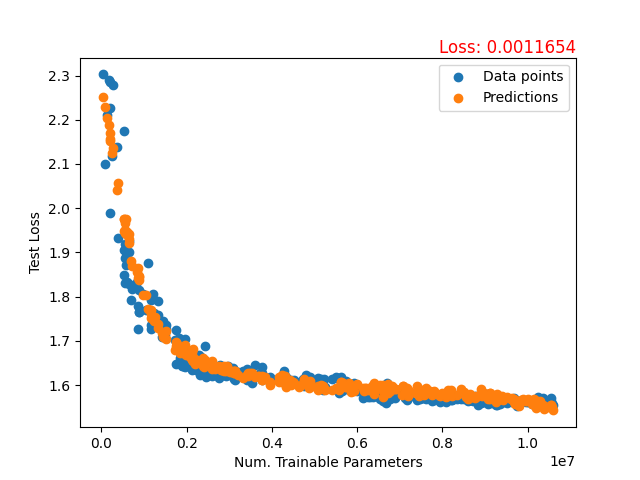 Loss: 0.0011654
Data points
Predictions
2.3
2.2
2.1
2.0
1.9
1.8
1.7
1.6
Test Loss
0.0
0.2
0.4
0.6
0.8
1.0
1e7
Num. Trainable Parameters